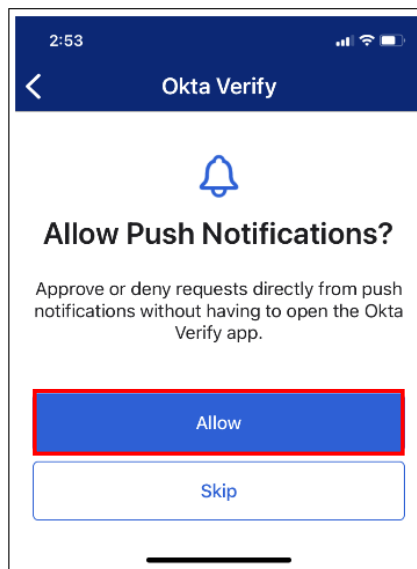 2:53
Okta Verify
Allow Push Notifications?
Approve or deny requests directly from push
notifications without having to open the Okta
Verify app.
Allow
Skip